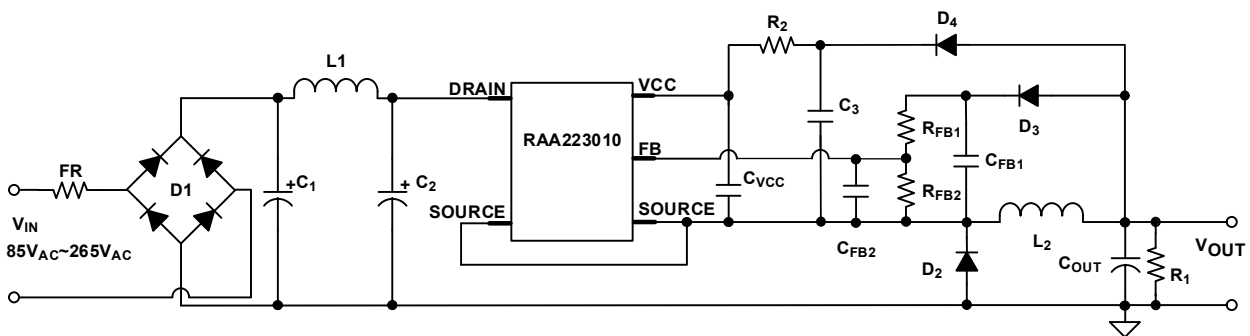 D4
R2
L1
DRAIN
VCC
C3
D3
RFB1
RAA223010
FB
CFB1
FR
D1
+C1
+ C2
CVCC
RFB2
SOURCE
SOURCE
VIN
85VAC~265VAC
L2
VOUT
CFB2
D2
COUT
R1